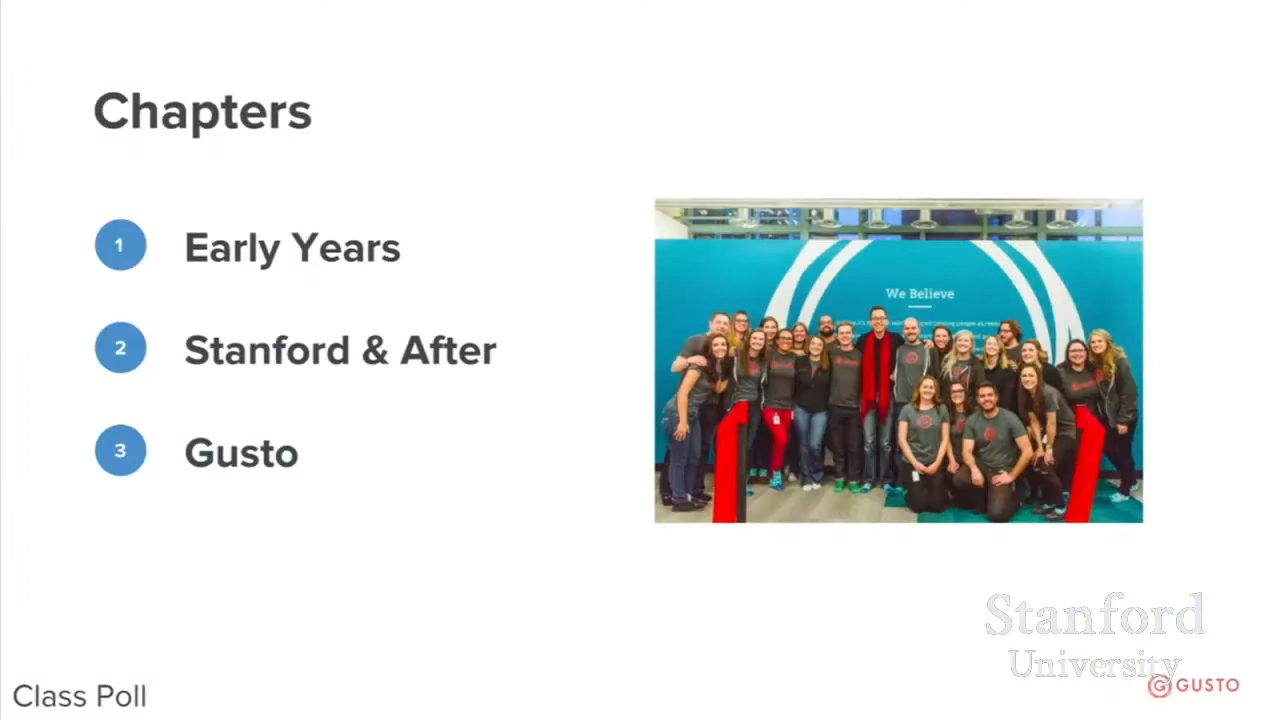 Chapters
1 Early Years
2 Stanford & After
3 Gusto
We Believe
Stanford
University
GUSTO
Class Poll